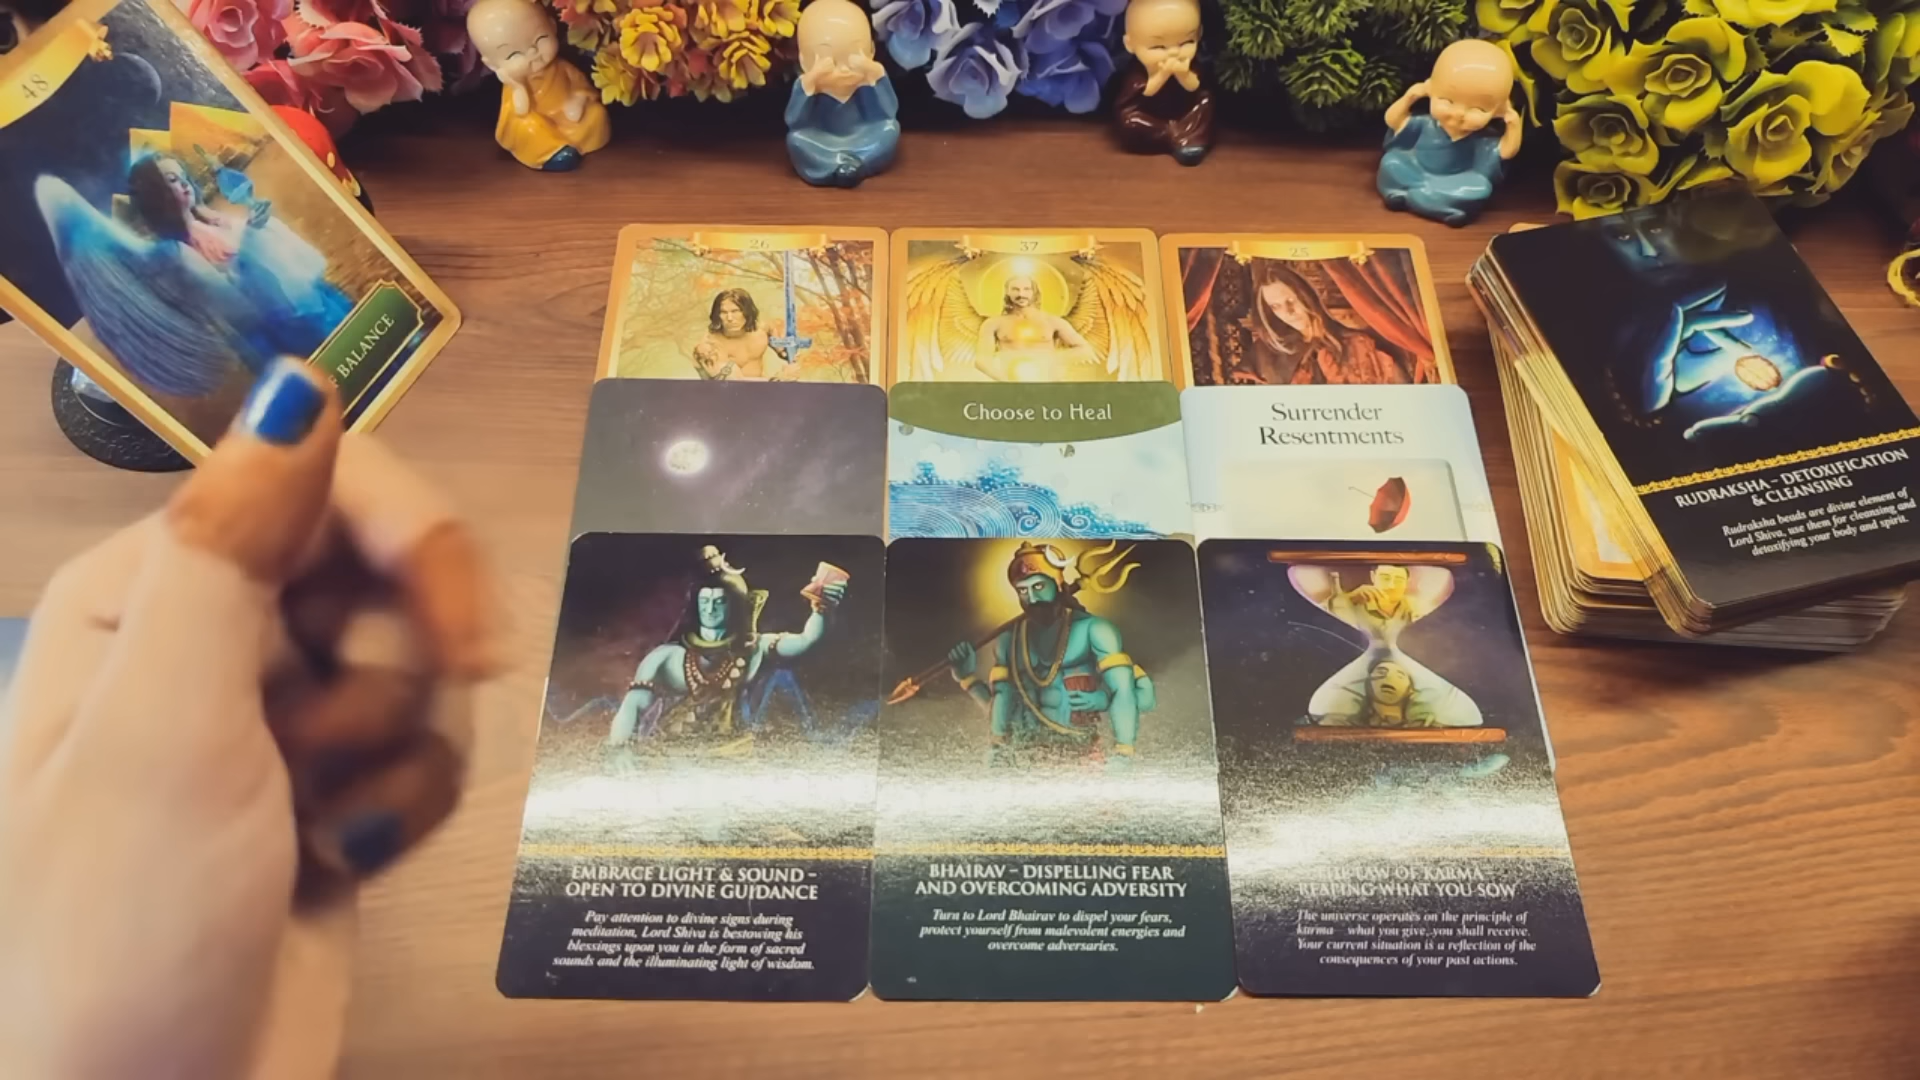 48
BALANCE
26
37
25
Choose to Heal
Surrender
Resentments
RUDRAKSHA – DETOXIFICATION
& CLEANSING
Rudraksha beads are divine element of
Lord Shiva, use them for cleansing and
detoxifying your body and spirit.
EMBRACE LIGHT & SOUND –
OPEN TO DIVINE GUIDANCE
Pay attention to divine signs during
meditation, Lord Shiva is bestowing his
blessings upon you in the form of sacred
sounds and the illuminating light of wisdom.
BHAIRAV – DISPELLING FEAR
AND OVERCOMING ADVERSITY
Turn to Lord Bhairav to dispel your fears,
protect yourself from malevolent energies and
overcome adversaries.
THE LAW OF KARMA –
REAPING WHAT YOU SOW
The universe operates on the principle of
karma – what you give, you shall receive.
Your current situation is a reflection of the
consequences of your past actions.